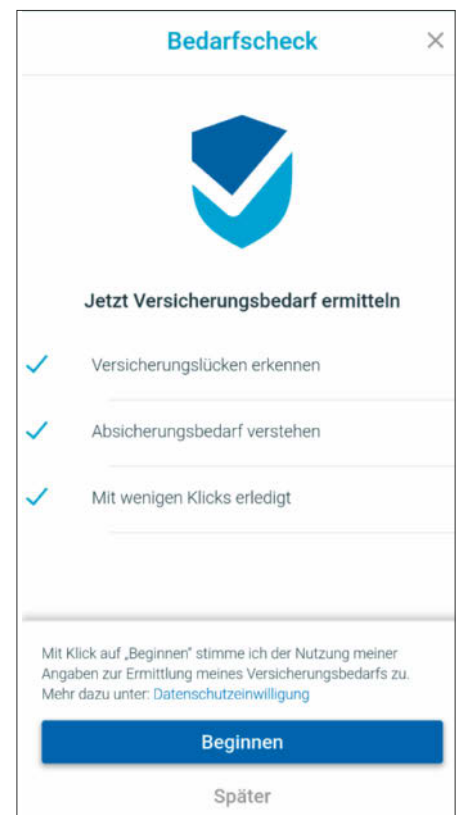 Bedarfscheck
Jetzt Versicherungsbedarf ermitteln
Versicherungslücken erkennen
Absicherungsbedarf verstehen
Mit wenigen Klicks erledigt
Mit Klick auf „Beginnen" stimme ich der Nutzung meiner
Angaben zur Ermittlung meines Versicherungsbedarfs zu.
Mehr dazu unter: Datenschutzeinwilligung
Beginnen
Später